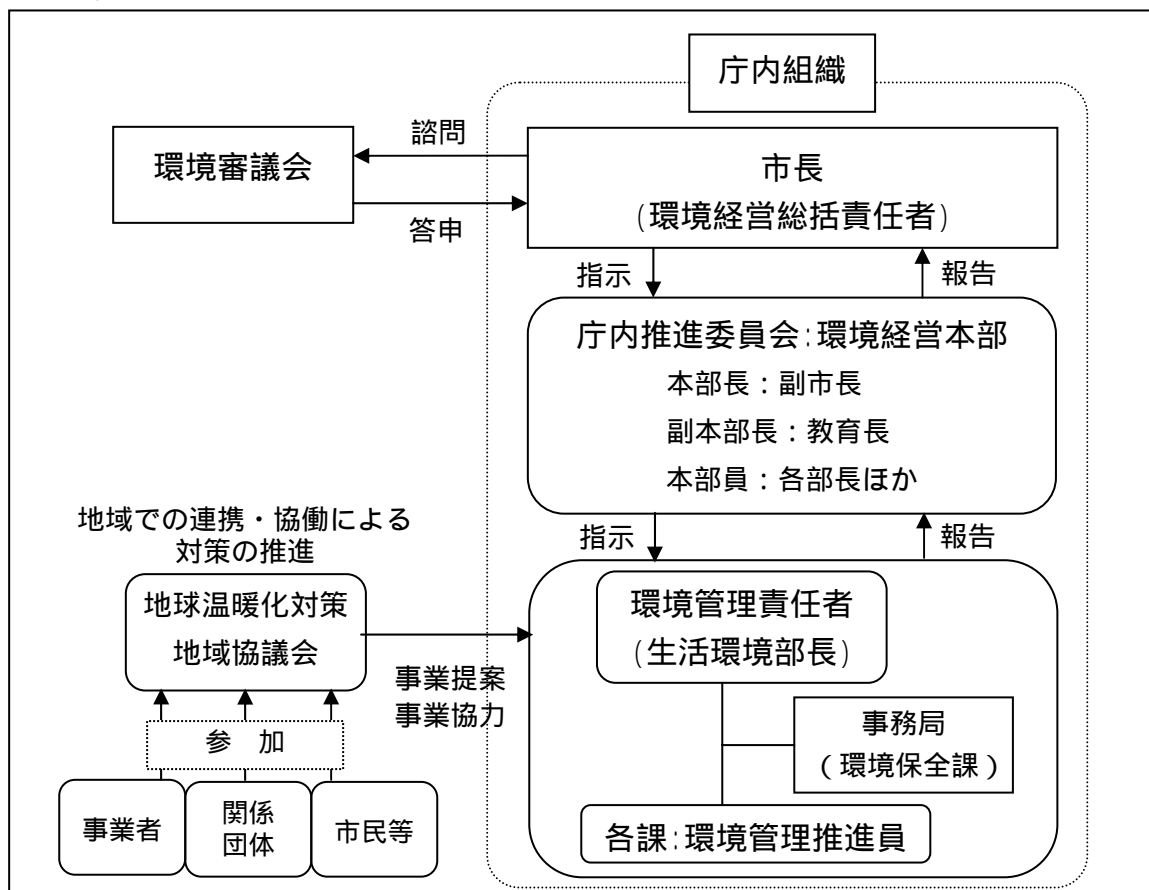 庁内組織
諮問
環境審議会
答申
市長
(環境経営総括責任者)
指示
報告
庁内推進委員会:環境経営本部
本部長：副市長
副本部長：教育長
本部員：各部長ほか
指示
報告
地域での連携・協働による
対策の推進
地球温暖化対策
地域協議会
事業提案
事業協力
参　加
事業者
関係
団体
市民等
環境管理責任者
(生活環境部長)
事務局
（環境保全課）
各課:環境管理推進員